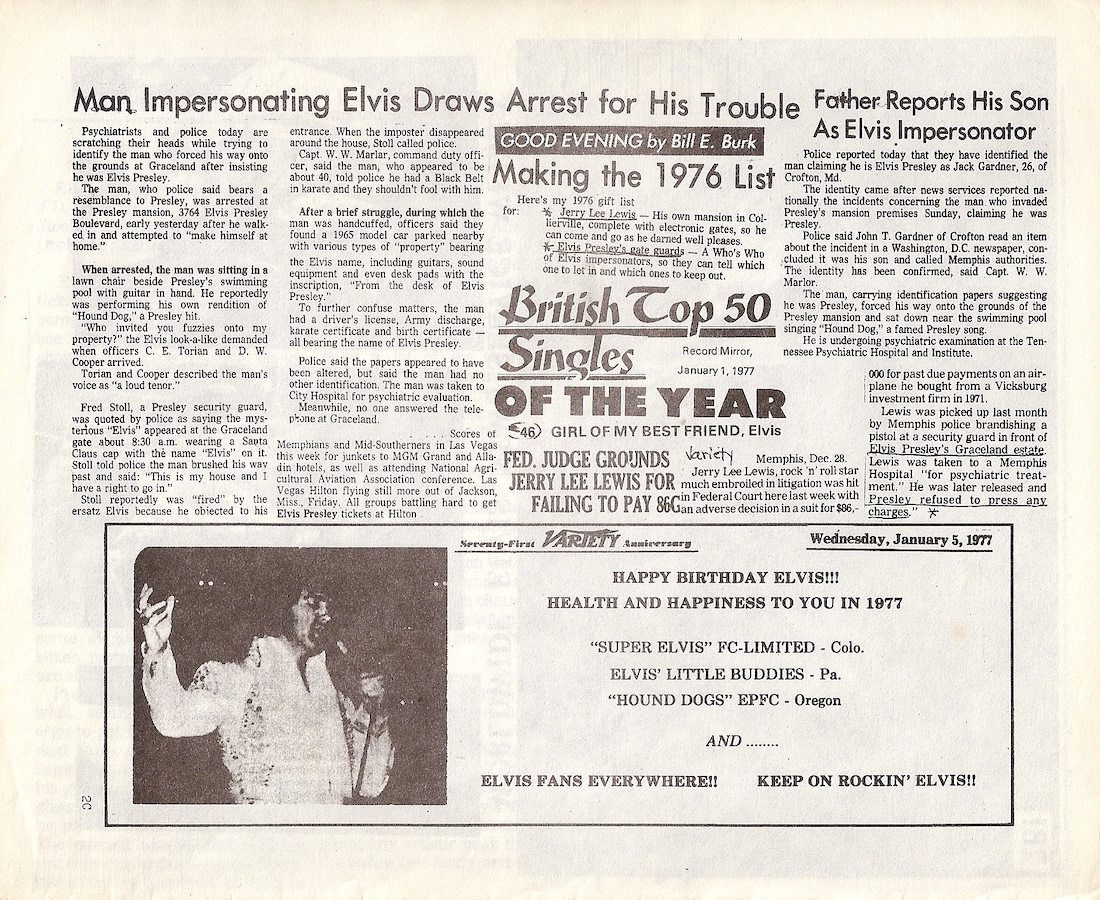 Man Impersonating Elvis Draws Arrest for His Trouble
Psychiatrists and police today are
scratching their heads while trying to
identify the man who forced his way onto
the grounds at Graceland after insisting
he was Elvis Presley.
The man, who police said bears a
resemblance to Presley, was arrested at
the Presley mansion, 3764 Elvis Presley
Boulevard, early yesterday after he walk-
ed in and attempted to "make himself at
home."
When arrested, the man was sitting in a
lawn chair beside Presley's swimming
pool with guitar in hand. He reportedly
was performing his own rendition of
"Hound Dog," a Presley hit.
"Who invited you fuzzies onto my
property?" the Elvis look-a-like demanded
when officers C. E. Torian and D. W.
Cooper arrived.
Torian and Cooper described the man's
voice as "a loud tenor."
Fred Stoll, a Presley security guard,
was quoted by police as saying the mys-
terious "Elvis" appeared at the Graceland
gate about 8:30 a.m. wearing a Santa
Claus cap with the name "Elvis" on it.
Stoll told police the man brushed his way
past and said: "This is my house and I
have a right to go in."
Stoll reportedly was "fired" by the
ersatz Elvis because he objected to his
entrance. When the imposter disappeared
around the house, Stoll called police.
Capt. W. W. Marlar, command duty offi-
cer, said the man, who appeared to be
about 40, told police he had a Black Belt
in karate and they shouldn't fool with him.
After a brief struggle, during which the
man was handcuffed, officers said they
found a 1965 model car parked nearby
with various types of "property" bearing
the Elvis name, including guitars, sound
equipment and even desk pads with the
inscription, "From the desk of Elvis
Presley."
To further confuse matters, the man
had a driver's license, Army discharge,
karate certificate and birth certificate —
all bearing the name of Elvis Presley.
Police said the papers appeared to have
been altered, but said the man had no
other identification. The man was taken to
City Hospital for psychiatric evaluation.
Meanwhile, no one answered the tele-
phone at Graceland.
. . . . Scores of
Memphians and Mid-Southerners in Las Vegas
this week for junkets to MGM Grand and Alla-
din hotels, as well as attending National Agri-
cultural Aviation Association conference. Las
Vegas Hilton flying still more out of Jackson,
Miss., Friday. All groups battling hard to get
Elvis Presley tickets at Hilton .
GOOD EVENING by Bill E. Burk
Making the 1976 List
Here's my 1976 gift list
for:
* Jerry Lee Lewis — His own mansion in Col-
lierville, complete with electronic gates, so he
can come and go as he darned well pleases.
* Elvis Presley's gate guards — A Who's Who
of Elvis impersonators, so they can tell which
one to let in and which ones to keep out.
British Top 50
Singles
Record Mirror,
January 1, 1977
OF THE YEAR
46 GIRL OF MY BEST FRIEND, Elvis
FED. JUDGE GROUNDS
JERRY LEE LEWIS FOR
FAILING TO PAY 86G
Variety
Memphis, Dec. 28.
Jerry Lee Lewis, rock 'n' roll star
much embroiled in litigation was hit
in Federal Court here last week with
an adverse decision in a suit for $86,-
Father Reports His Son
As Elvis Impersonator
Police reported today that they have identified the
man claiming he is Elvis Presley as Jack Gardner, 26, of
Crofton, Md.
The identity came after news services reported na-
tionally the incidents concerning the man who invaded
Presley's mansion premises Sunday, claiming he was
Presley.
Police said John T. Gardner of Crofton read an item
about the incident in a Washington, D.C. newspaper, con-
cluded it was his son and called Memphis authorities.
The identity has been confirmed, said Capt. W. W.
Marlor.
The man, carrying identification papers suggesting
he was Presley, forced his way onto the grounds of the
Presley mansion and sat down near the swimming pool
singing "Hound Dog," a famed Presley song.
He is undergoing psychiatric examination at the Ten-
nessee Psychiatric Hospital and Institute.
000 for past due payments on an air-
plane he bought from a Vicksburg
investment firm in 1971.
Lewis was picked up last month
by Memphis police brandishing a
pistol at a security guard in front of
Elvis Presley's Graceland estate.
Lewis was taken to a Memphis
Hospital "for psychiatric treat-
ment." He was later released and
Presley refused to press any
charges." *
Seventy-First VARIETY Anniversary
Wednesday, January 5, 1977
HAPPY BIRTHDAY ELVIS!!!
HEALTH AND HAPPINESS TO YOU IN 1977
"SUPER ELVIS" FC-LIMITED - Colo.
ELVIS' LITTLE BUDDIES - Pa.
"HOUND DOGS" EPFC - Oregon
AND ........
ELVIS FANS EVERYWHERE!! KEEP ON ROCKIN' ELVIS!!
2C